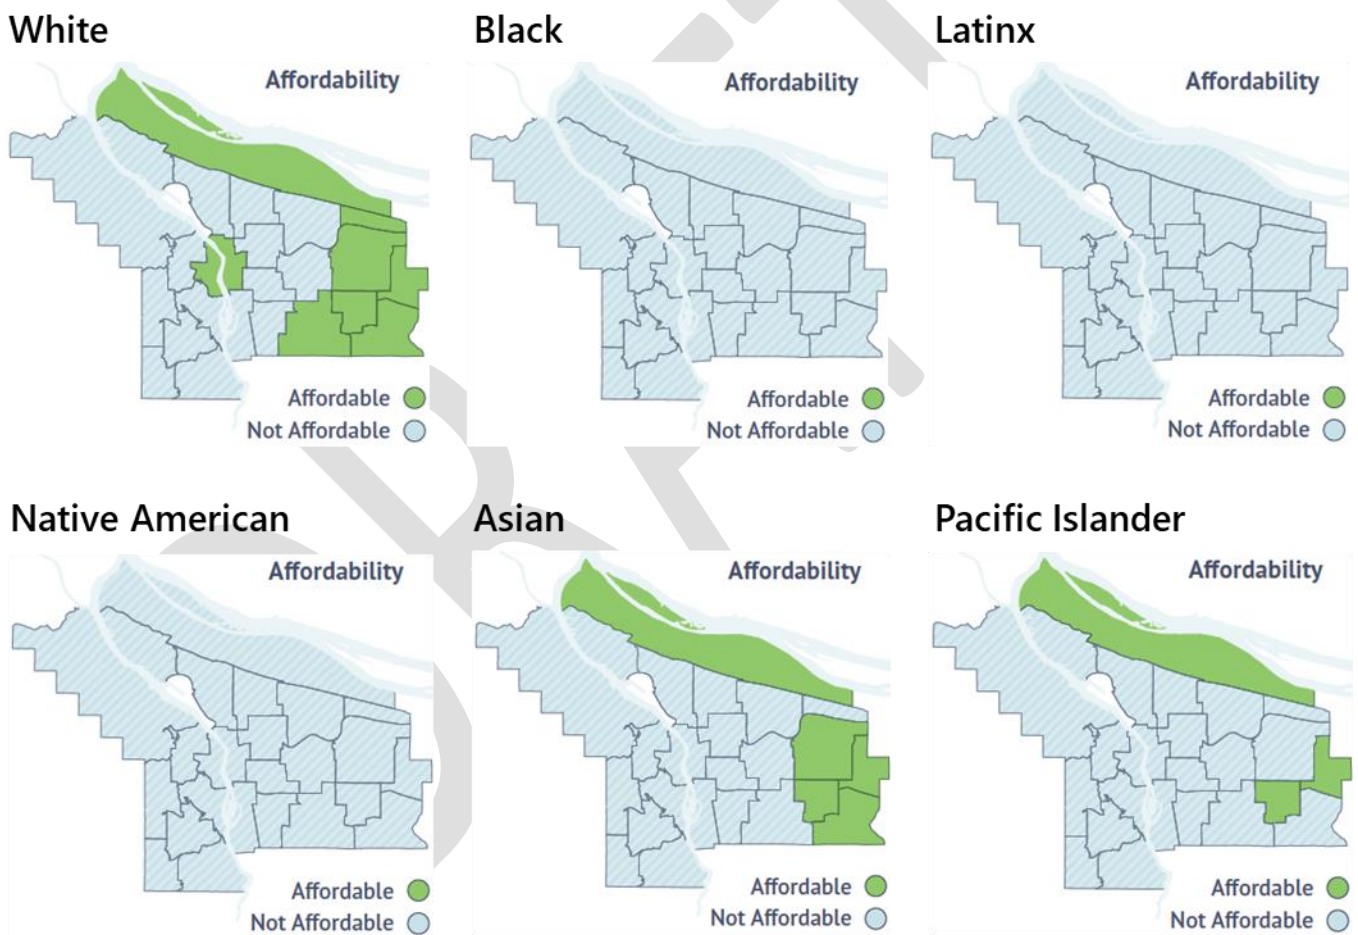 White
Black
Latinx
Affordability
Affordability
Affordability
Affordable
Affordable
Affordable
Not Affordable
Not Affordable
Not Affordable
Native American
Asian
Pacific Islander
Affordability
Affordability
Affordability
Affordable
Affordable
Affordable
Not Affordable
Not Affordable
Not Affordable